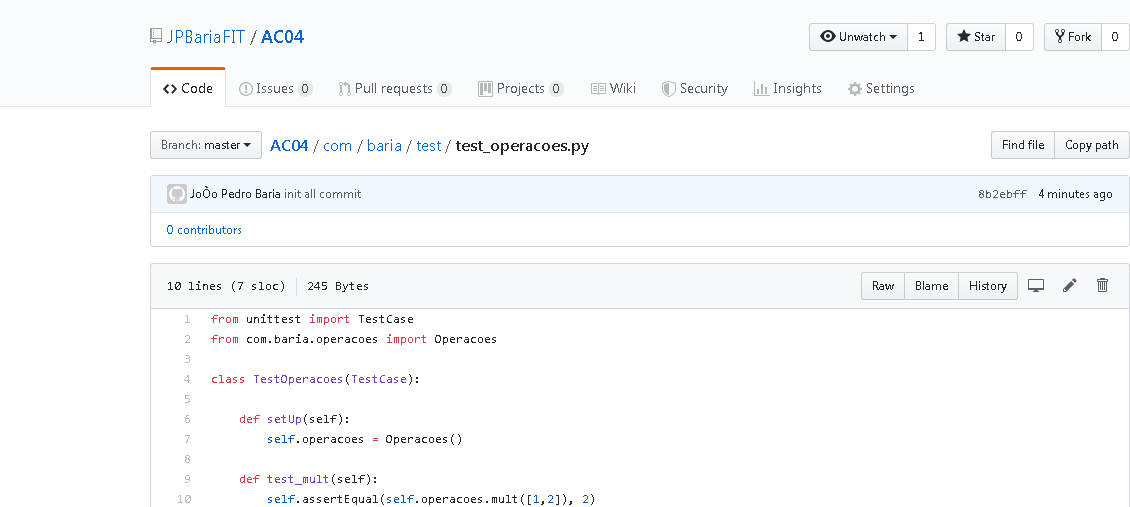 JPBariaFIT / AC04
Unwatch 1 Star 0 Fork 0
Code Issues 0 Pull requests 0 Projects 0 Wiki Security Insights Settings
Branch: master AC04 / com / baria / test / test_operacoes.py Find file Copy path
JoÒo Pedro Baria init all commit 8b2ebff 4 minutes ago
0 contributors
10 lines (7 sloc) 245 Bytes Raw Blame History
1 from unittest import TestCase
2 from com.baria.operacoes import Operacoes
3
4 class TestOperacoes(TestCase):
5
6     def setUp(self):
7         self.operacoes = Operacoes()
8
9     def test_mult(self):
10         self.assertEqual(self.operacoes.mult([1,2]), 2)